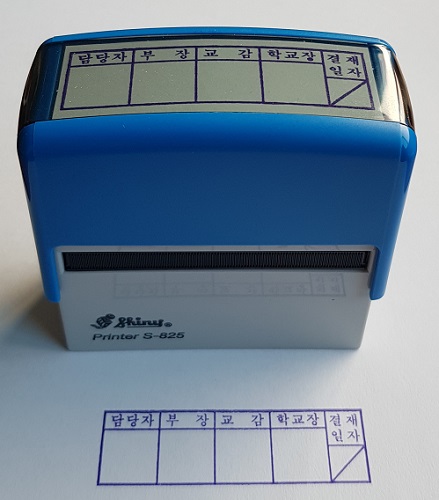 담당자 부 장 교 감 학교장 결 재
일 자
Shiny
Printer S-825
담당자 부 장 교 감 학교장 결 재
일 자